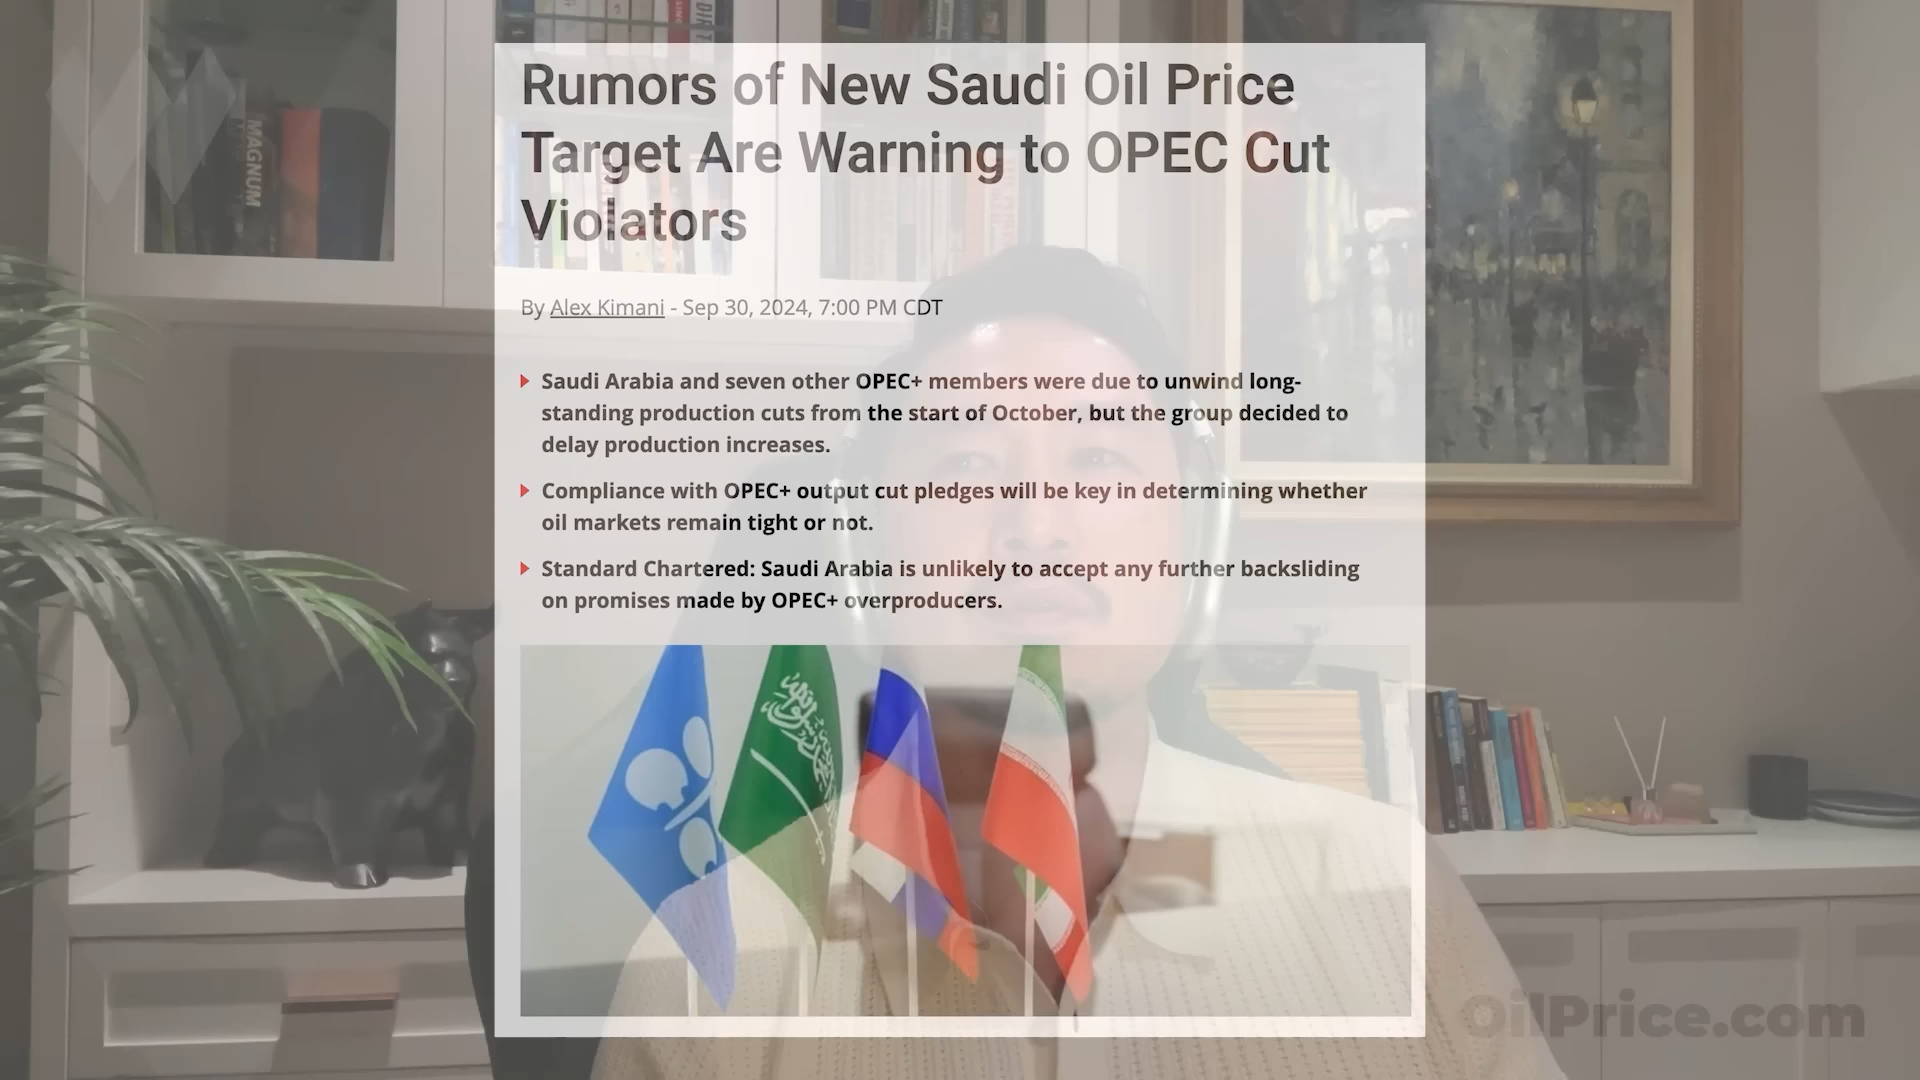 Rumors of New Saudi Oil Price
Target Are Warning to OPEC Cut
Violators
By Alex Kimani - Sep 30, 2024, 7:00 PM CDT
Saudi Arabia and seven other OPEC+ members were due to unwind long-
standing production cuts from the start of October, but the group decided to
delay production increases.
Compliance with OPEC+ output cut pledges will be key in determining whether
oil markets remain tight or not.
Standard Chartered: Saudi Arabia is unlikely to accept any further backsliding
on promises made by OPEC+ overproducers.
MAGNUM
OilPrice.com